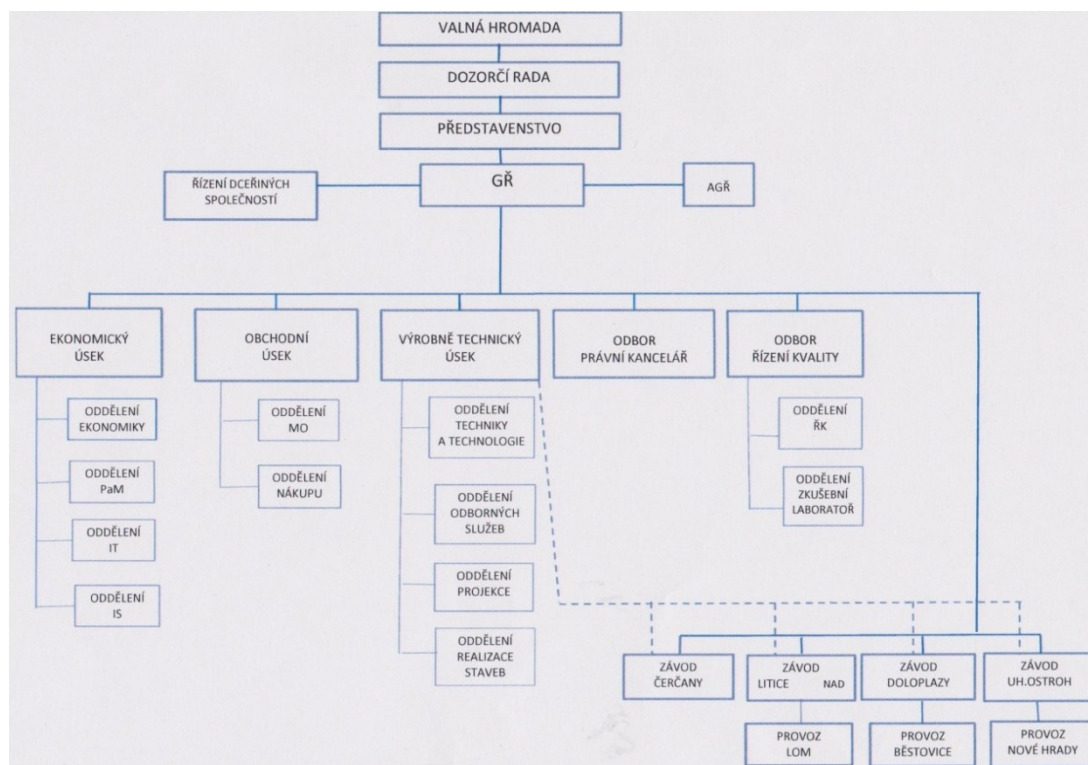 VALNÁ HROMADA
DOZORČÍ RADA
PŘEDSTAVENSTVO
GŘ
ŘÍZENÍ DCEŘINÝCH
SPOLEČNOSTÍ
AGŘ
EKONOMICKÝ
ÚSEK
OBCHODNÍ
ÚSEK
VÝROBNĚ TECHNICKÝ
ÚSEK
ODBOR
PRÁVNÍ KANCELÁŘ
ODBOR
ŘÍZENÍ KVALITY
ODDĚLENÍ
EKONOMIKY
ODDĚLENÍ
PaM
ODDĚLENÍ
IT
ODDĚLENÍ
IS
ODDĚLENÍ
MO
ODDĚLENÍ
NÁKUPU
ODDĚLENÍ
TECHNIKY
A TECHNOLOGIE
ODDĚLENÍ
ODBORNÝCH
SLUŽEB
ODDĚLENÍ
PROJEKCE
ODDĚLENÍ
REALIZACE
STAVEB
ODDĚLENÍ
ŘK
ODDĚLENÍ
ZKUŠEBNÍ
LABORATOŘ
ZÁVOD
ČERČANY
ZÁVOD
LITICE NAD
ZÁVOD
DOLOPLAZY
ZÁVOD
UH.OSTROH
PROVOZ
LOM
PROVOZ
BĚSTOVICE
PROVOZ
NOVÉ HRADY